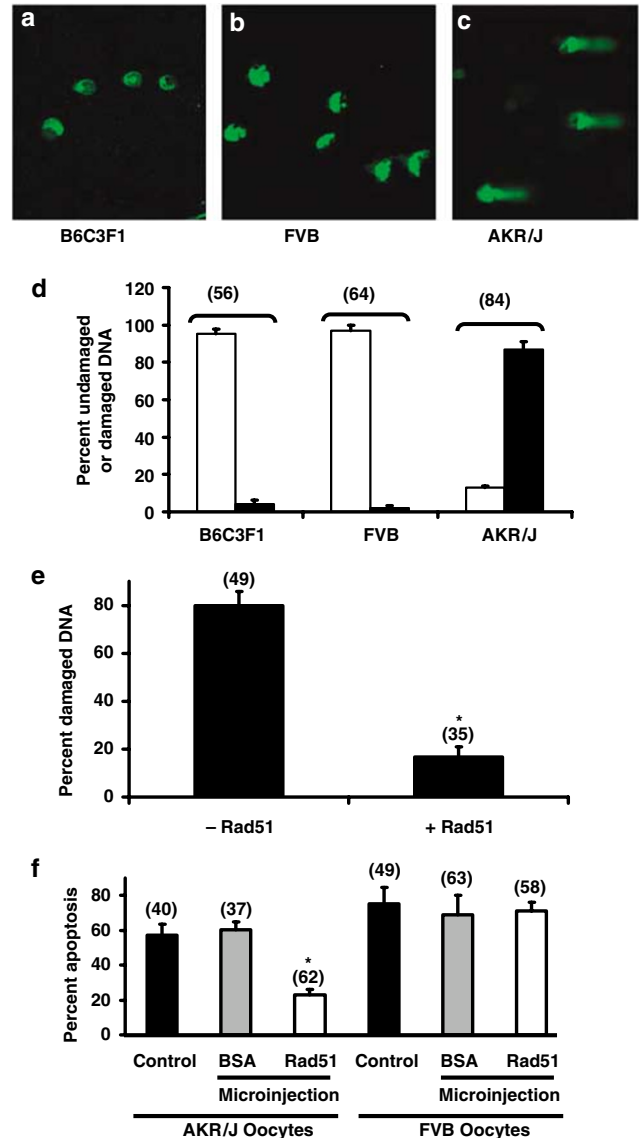 a b c
B6C3F1 FVB AKR/J
d
Percent undamaged
or damaged DNA
120
100
80
60
40
20
0
(56) (64) (84)
B6C3F1 FVB AKR/J
e
Percent damaged DNA
80
60
40
20
0
(49)
*
(35)
– Rad51 + Rad51
f
Percent apoptosis
80
60
40
20
0
(40) (37) * (62) (49) (63) (58)
Control BSA Rad51 Control BSA Rad51
Microinjection Microinjection
AKR/J Oocytes FVB Oocytes